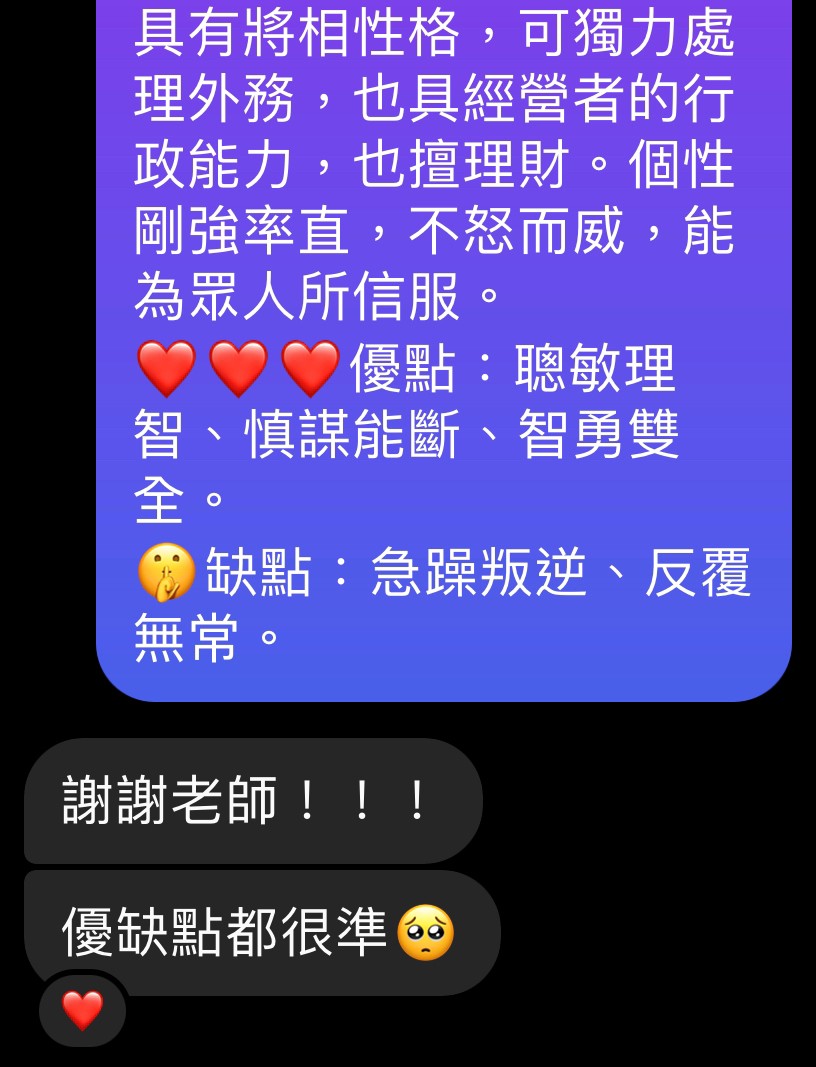 具有將相性格，可獨力處
理外務，也具經營者的行
政能力，也擅理財。個性
剛強率直，不怒而威，能
為眾人所信服。
❤️❤️❤️優點：聰敏理
智、慎謀能斷、智勇雙
全。
🤫缺點：急躁叛逆、反覆
無常。
謝謝老師！！！
優缺點都很準🥺
❤️